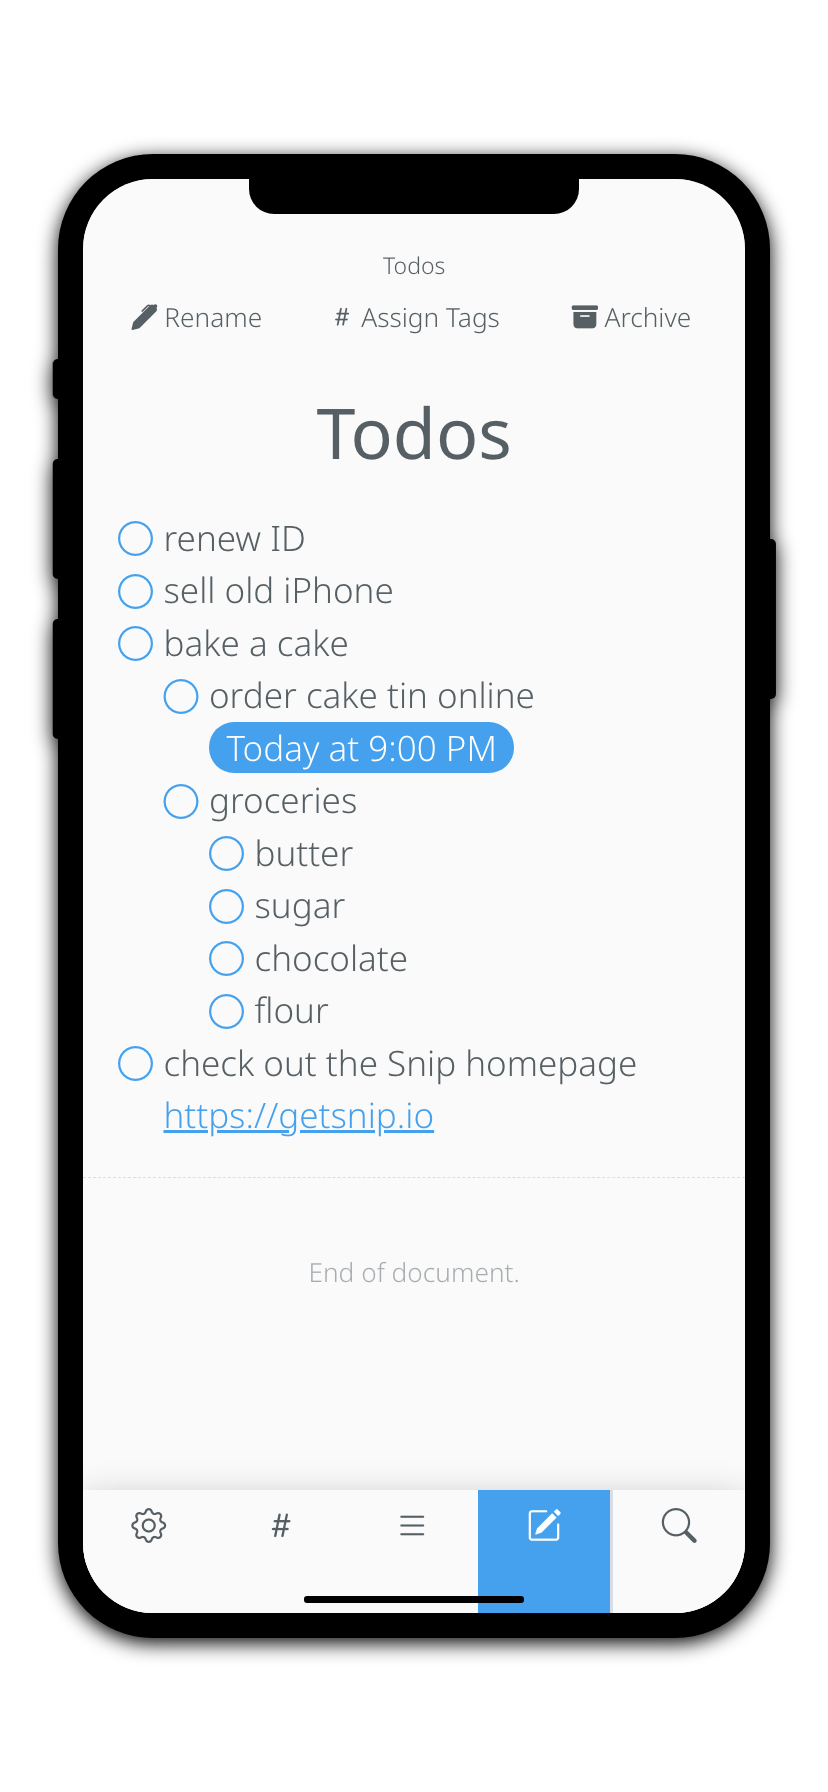 Todos
Rename # Assign Tags Archive
Todos
renew ID
sell old iPhone
bake a cake
order cake tin online
Today at 9:00 PM
groceries
butter
sugar
chocolate
flour
check out the Snip homepage
https://getsnip.io
End of document.
#